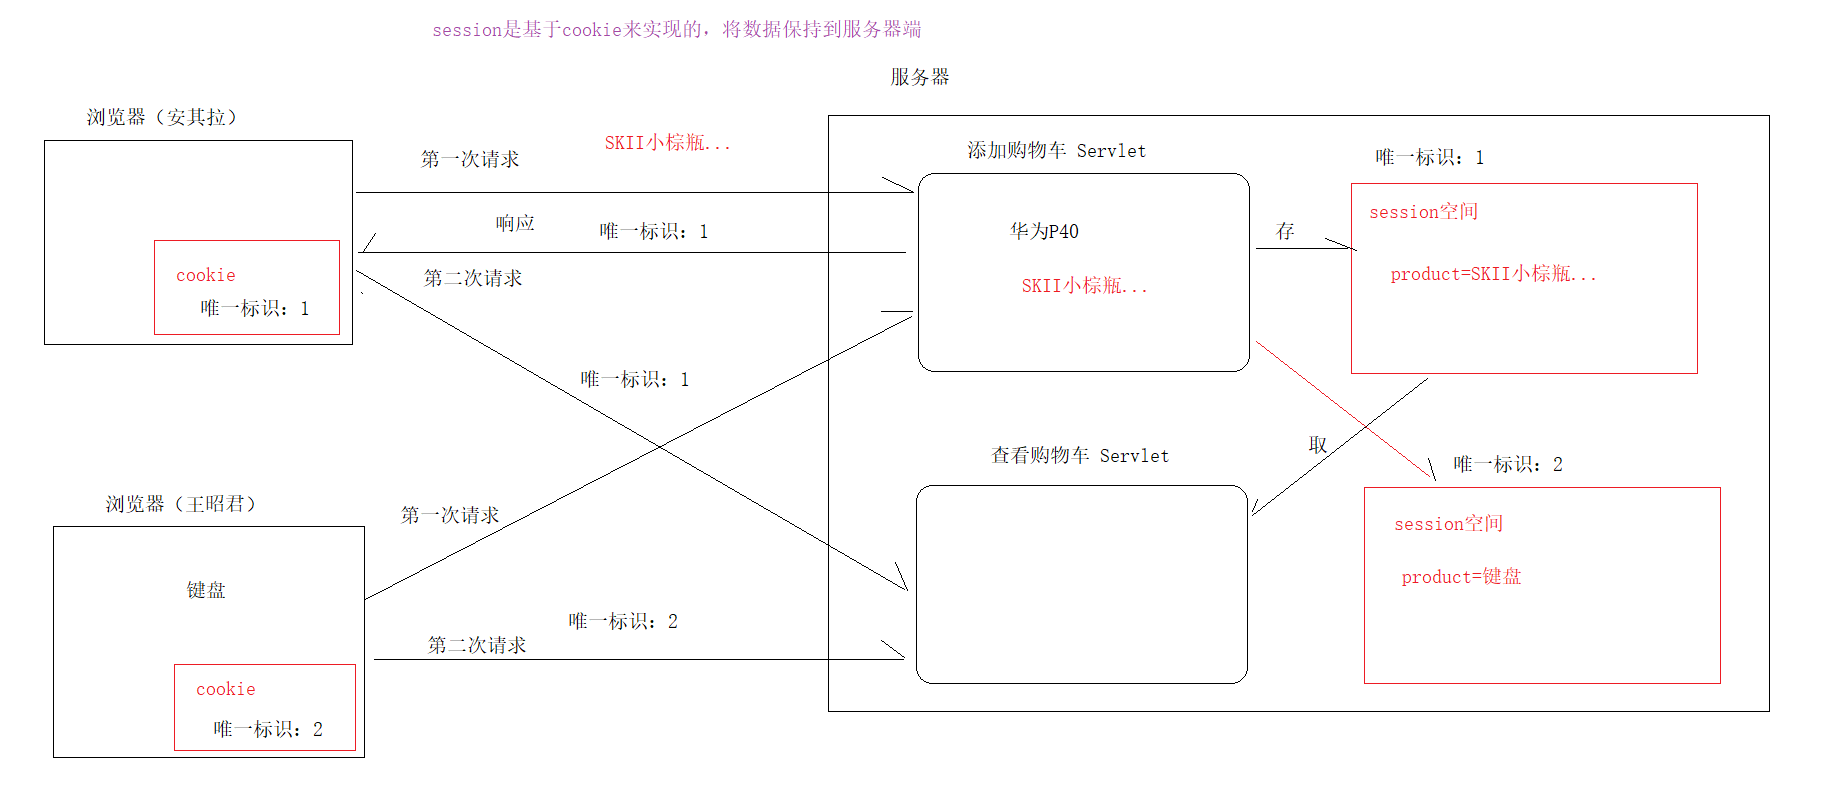 session是基于cookie来实现的，将数据保持到服务器端
服务器
浏览器（安其拉）
第一次请求
SKII小棕瓶...
添加购物车 Servlet
唯一标识：1
session空间
product=SKII小棕瓶...
响应
唯一标识：1
华为P40
SKII小棕瓶...
存
cookie
唯一标识：1
第二次请求
唯一标识：1
取
查看购物车 Servlet
唯一标识：2
session空间
product=键盘
浏览器（王昭君）
第一次请求
键盘
唯一标识：2
第二次请求
cookie
唯一标识：2